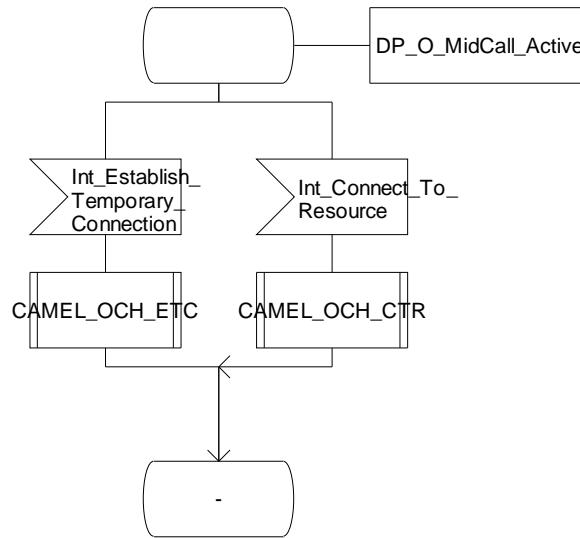 DP_O_MidCall_Active
Int_Establish_
Temporary_
Connection
Int_Connect_To_
Resource
CAMEL_OCH_ETC
CAMEL_OCH_CTR
-